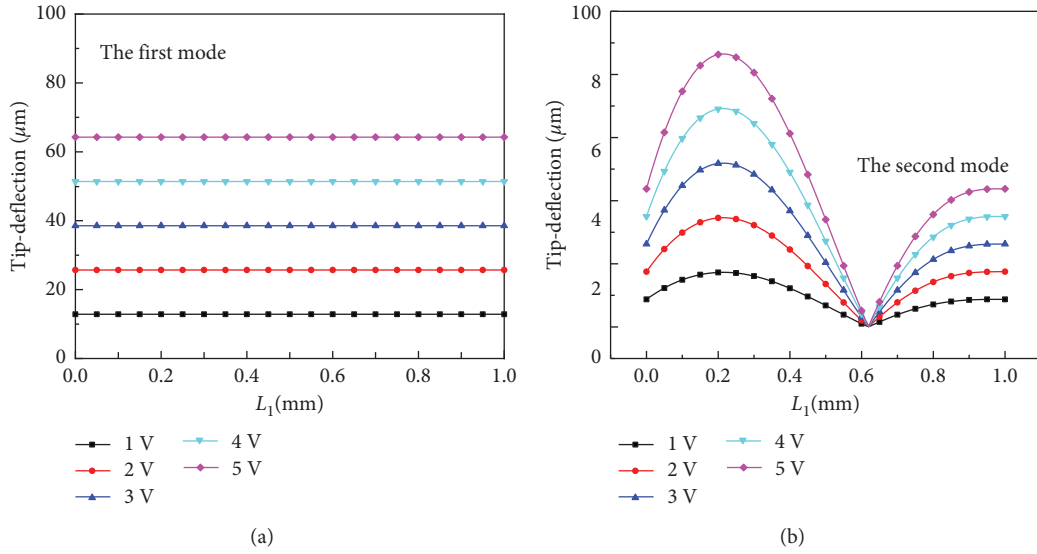 100
80
60
40
20
0
Tip-deflection (μm)
The first mode
0.0 0.2 0.4 0.6 0.8 1.0
L1(mm)
1 V
2 V
3 V
4 V
5 V
(a)
100
80
6
4
2
0
Tip-deflection (μm)
The second mode
0.0 0.2 0.4 0.6 0.8 1.0
L1(mm)
1 V
2 V
3 V
4 V
5 V
(b)